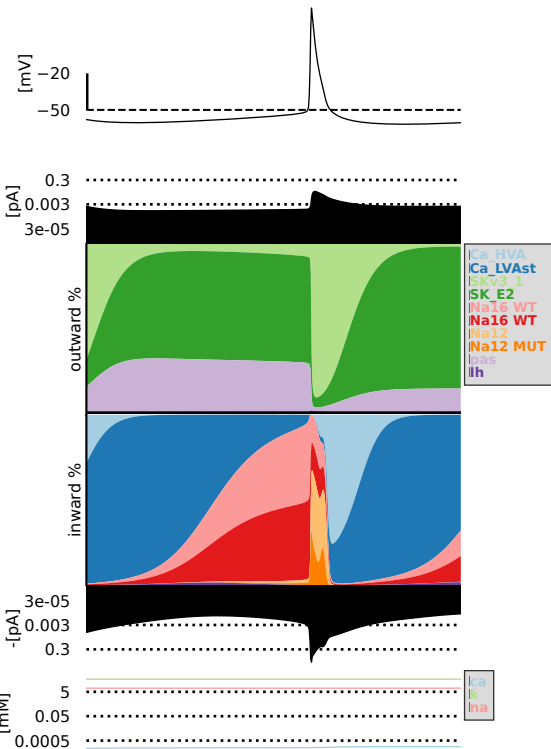 [mV]
−20
−50
[pA]
0.3
0.003
3e-05
outward %
Ca_HVA
Ca_LVAst
SKv3_1
SK_E2
Na16 WT
Na16 WT
Na12
Na12 MUT
pas
Ih
inward %
-[pA]
3e-05
0.003
0.3
[mM]
5
0.05
0.0005
ca
k
na